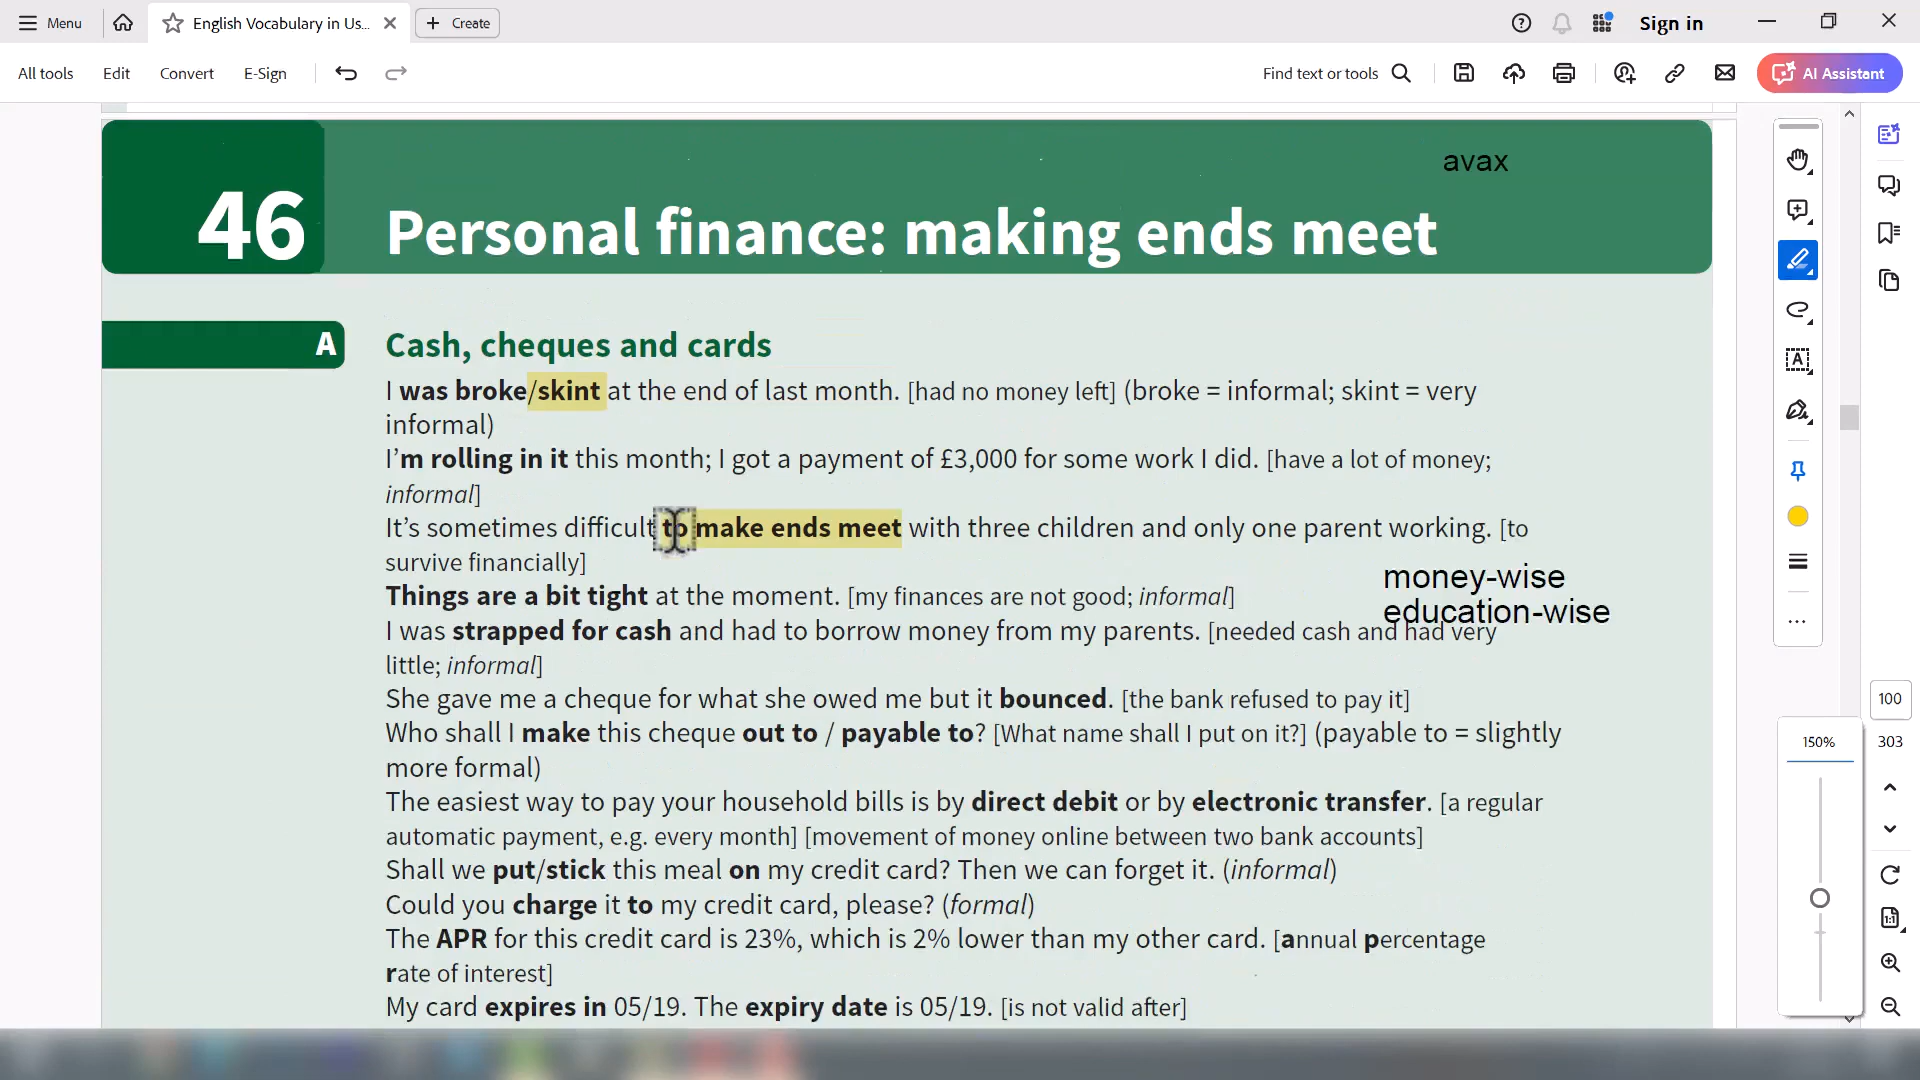 Menu
English Vocabulary in Us...
Create
Sign in
All tools
Edit
Convert
E-Sign
Find text or tools
AI Assistant
avax
46
Personal finance: making ends meet
A
Cash, cheques and cards
I was broke/skint at the end of last month. [had no money left] (broke = informal; skint = very
informal)
I'm rolling in it this month; I got a payment of £3,000 for some work I did. [have a lot of money;
informal]
It's sometimes difficult to make ends meet with three children and only one parent working. [to
survive financially]
money-wise
Things are a bit tight at the moment. [my finances are not good; informal]
education-wise
I was strapped for cash and had to borrow money from my parents. [needed cash and had very
little; informal]
She gave me a cheque for what she owed me but it bounced. [the bank refused to pay it]
Who shall I make this cheque out to / payable to? [What name shall I put on it?] (payable to = slightly
more formal)
The easiest way to pay your household bills is by direct debit or by electronic transfer. [a regular
automatic payment, e.g. every month] [movement of money online between two bank accounts]
Shall we put/stick this meal on my credit card? Then we can forget it. (informal)
Could you charge it to my credit card, please? (formal)
The APR for this credit card is 23%, which is 2% lower than my other card. [annual percentage
rate of interest]
My card expires in 05/19. The expiry date is 05/19. [is not valid after]
100
150%
303
1:1